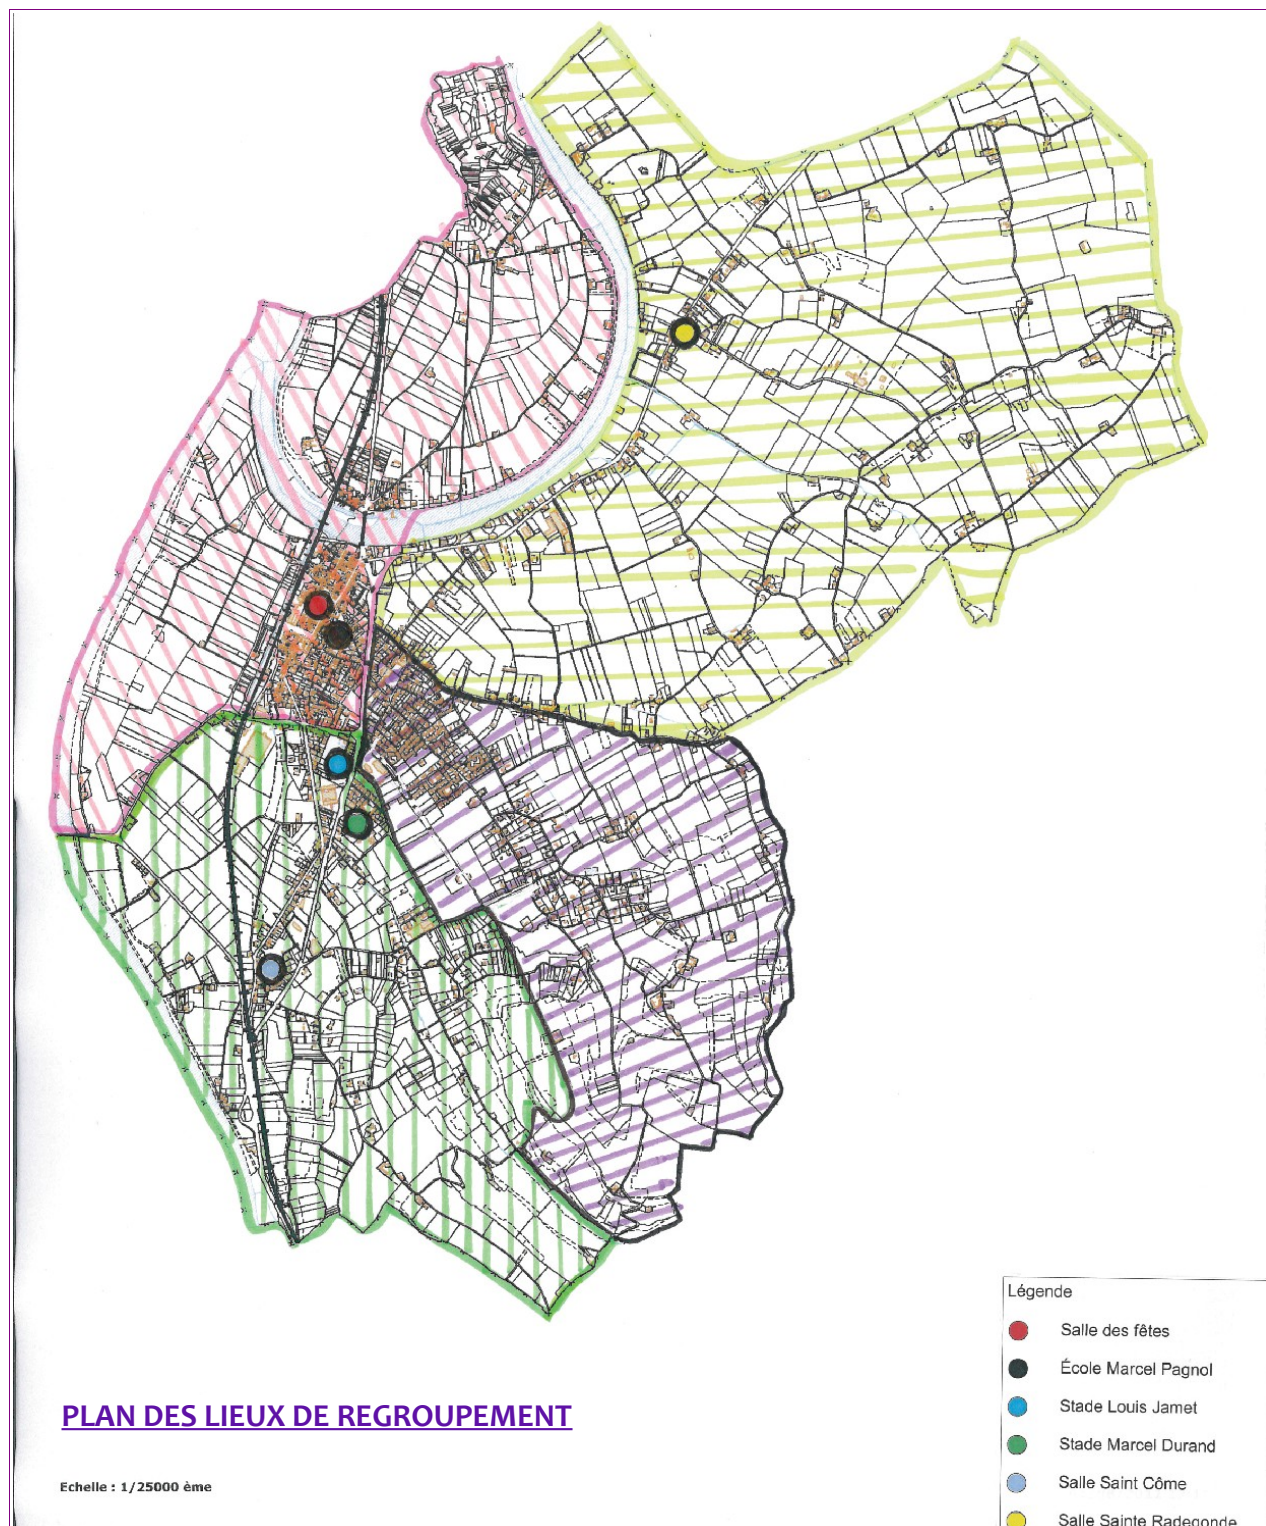 Légende
Salle des fêtes
École Marcel Pagnol
Stade Louis Jamet
Stade Marcel Durand
Salle Saint Côme
Salle Sainte Radegonde
PLAN DES LIEUX DE REGROUPEMENT
Echelle : 1/25000 ème